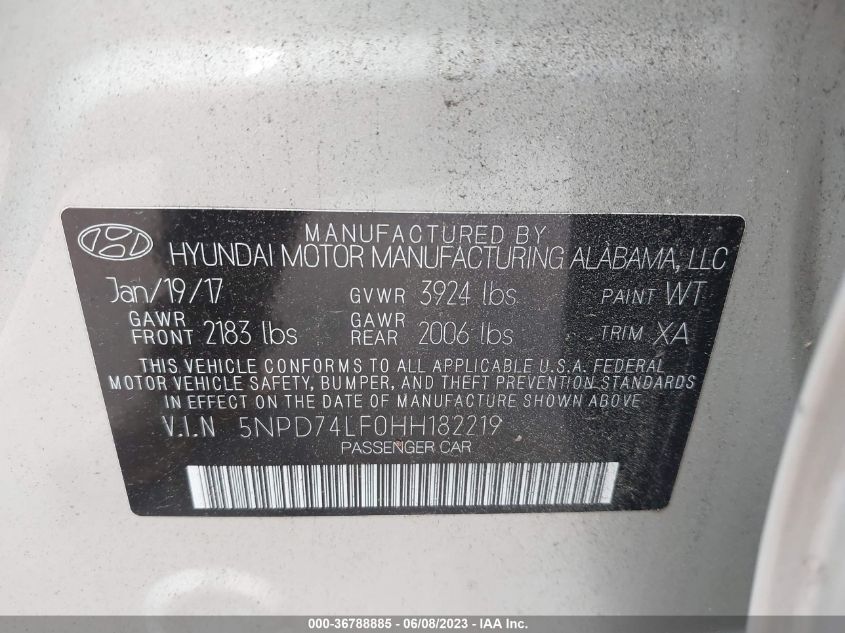 MANUFACTURED BY
HYUNDAI MOTOR MANUFACTURING ALABAMA, LLC
Jan/19/17 GVWR 3924 lbs PAINT WT
GAWR FRONT 2183 lbs GAWR REAR 2006 lbs TRIM XA
THIS VEHICLE CONFORMS TO ALL APPLICABLE U.S.A. FEDERAL
MOTOR VEHICLE SAFETY, BUMPER, AND THEFT PREVENTION STANDARDS
IN EFFECT ON THE DATE OF MANUFACTURE SHOWN ABOVE.
V.I.N 5NPD74LF0HH182219
PASSENGER CAR
000-36788885 - 06/08/2023 - IAAI.com